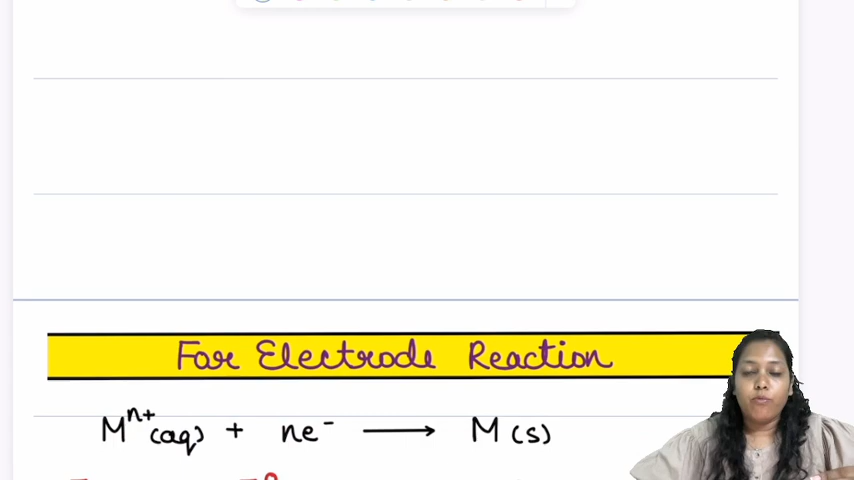 For Electrode Reaction
Mⁿ⁺(aq) + ne⁻ ⟶ M(s)